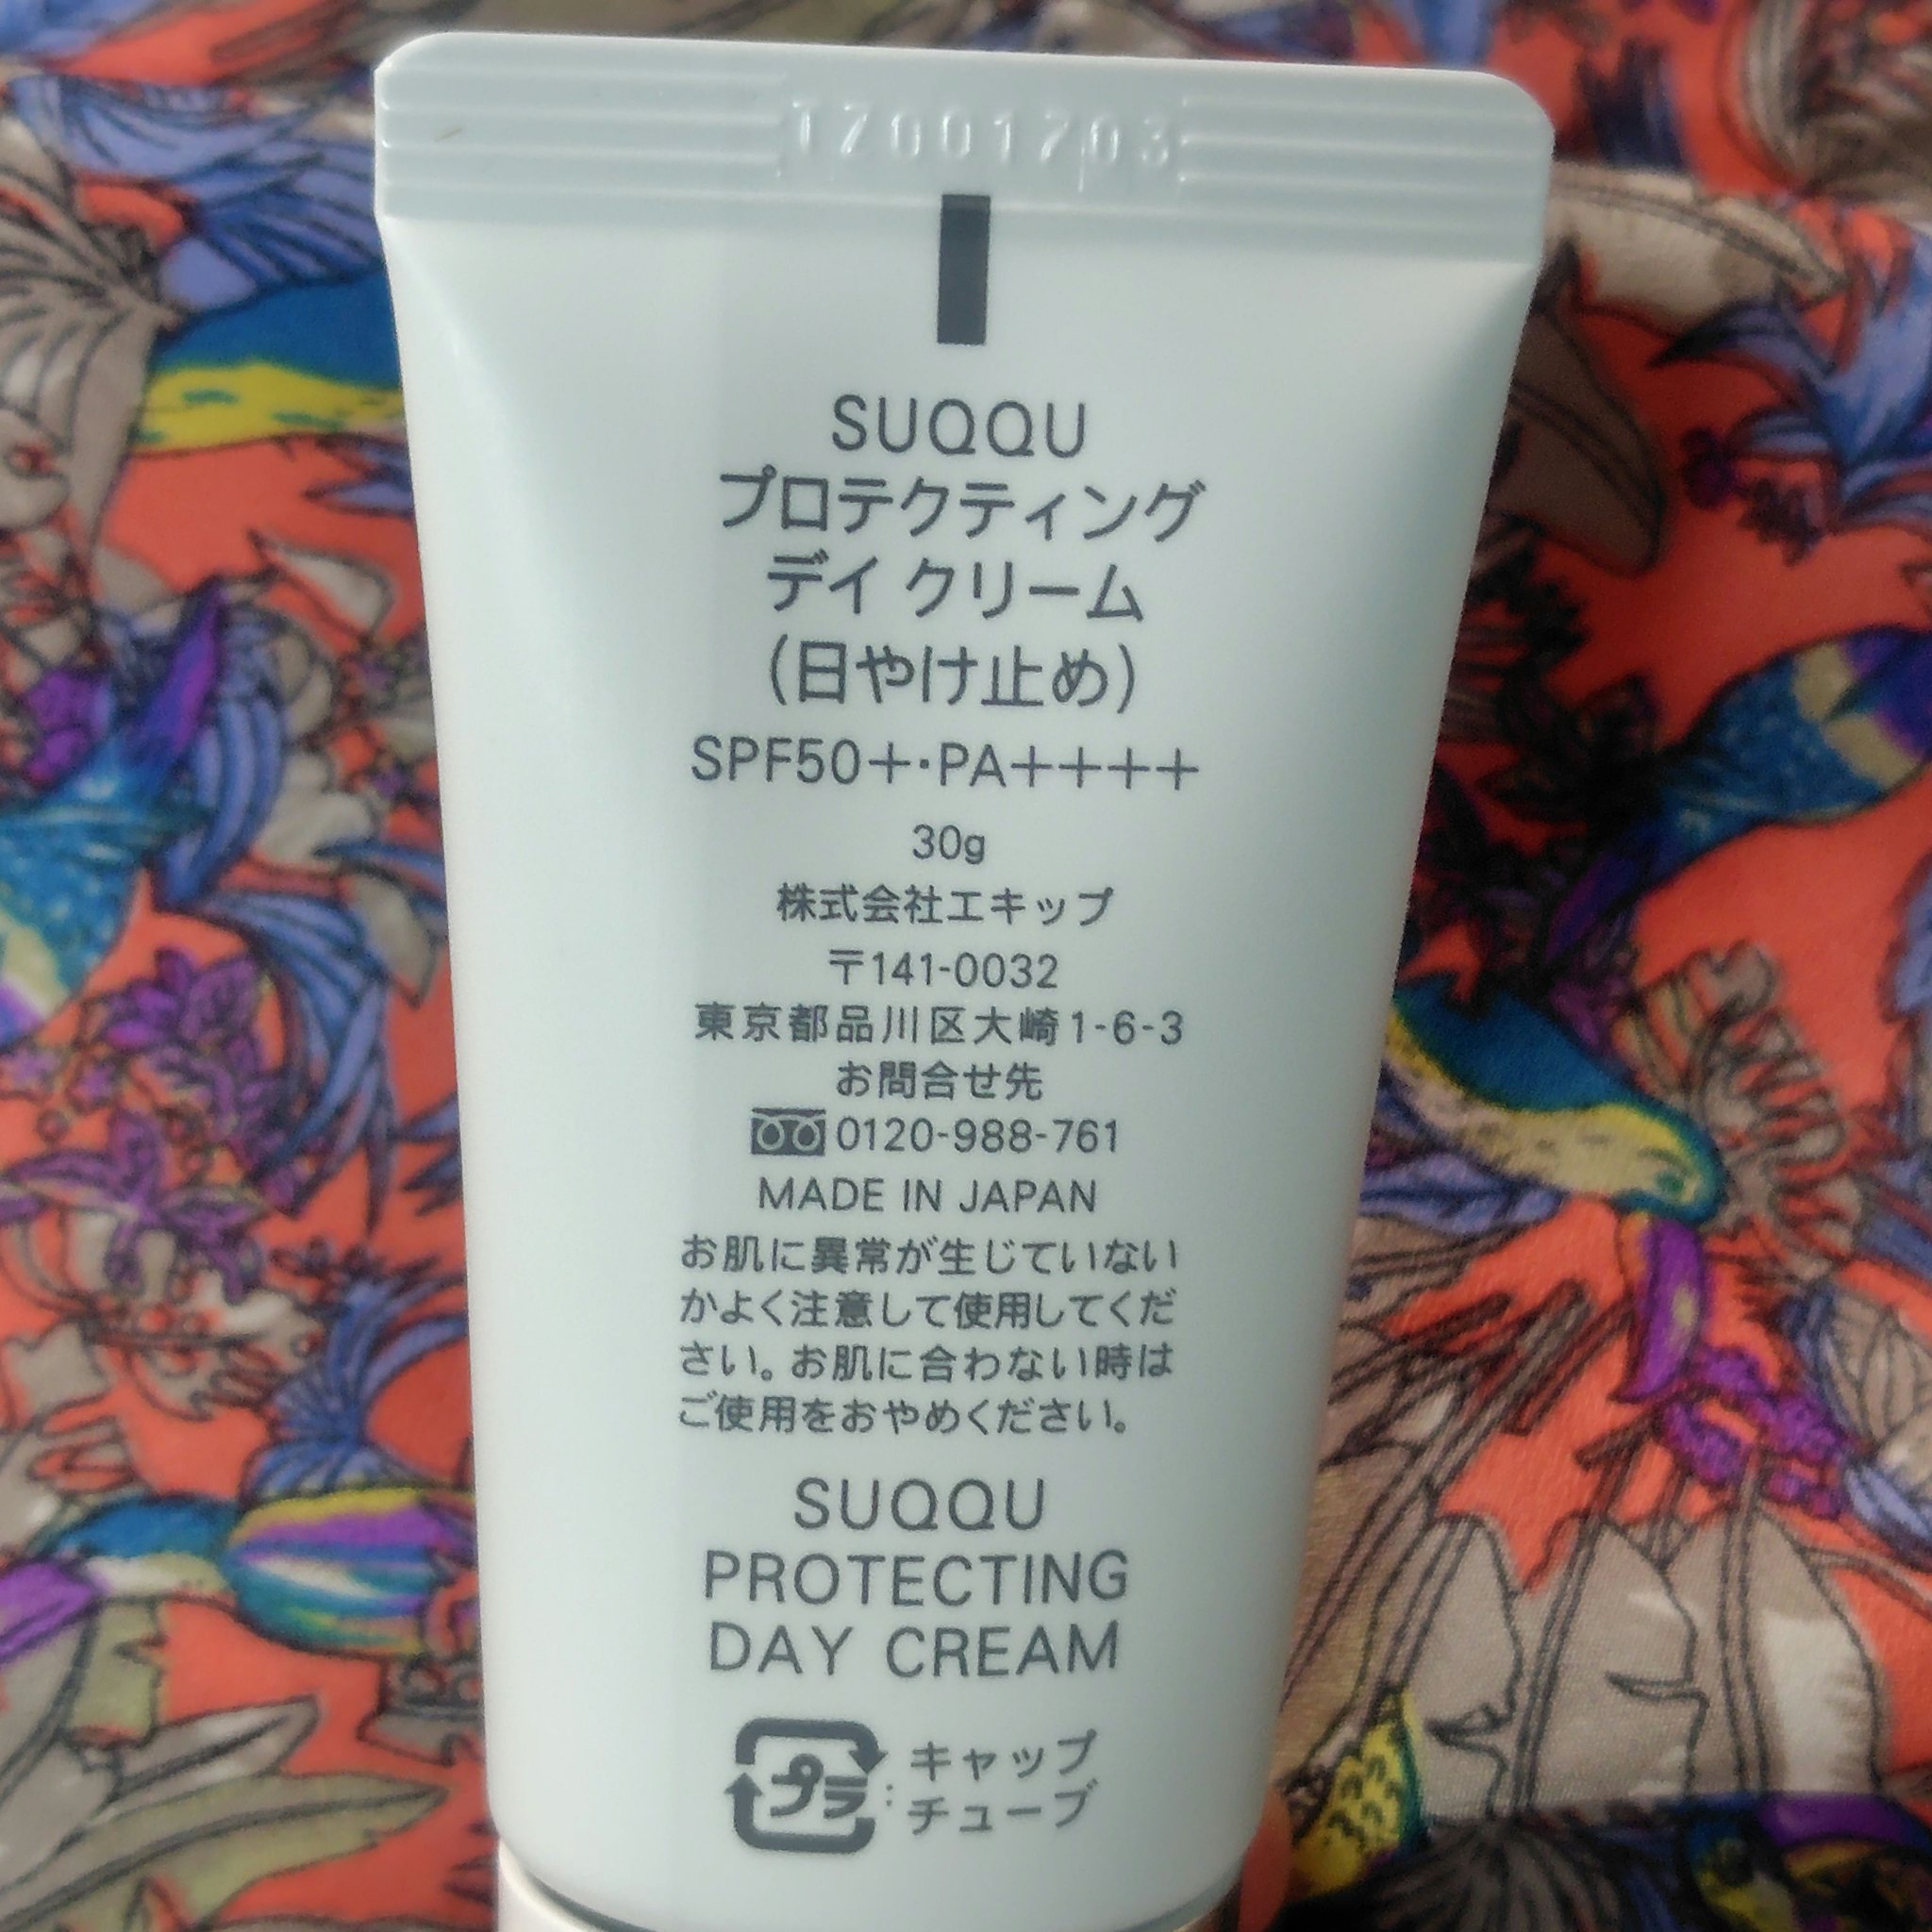 TZ001703
SUQQU
プロテクティング
デイ クリーム
(日やけ止め)
SPF50+・PA++++
30g
株式会社エキップ
〒141-0032
東京都品川区大崎1-6-3
お問合せ先
0120-988-761
MADE IN JAPAN
お肌に異常が生じていない
かよく注意して使用してくだ
さい。お肌に合わない時は
ご使用をおやめください。
SUQQU
PROTECTING
DAY CREAM
プラ : キャップ
チューブ